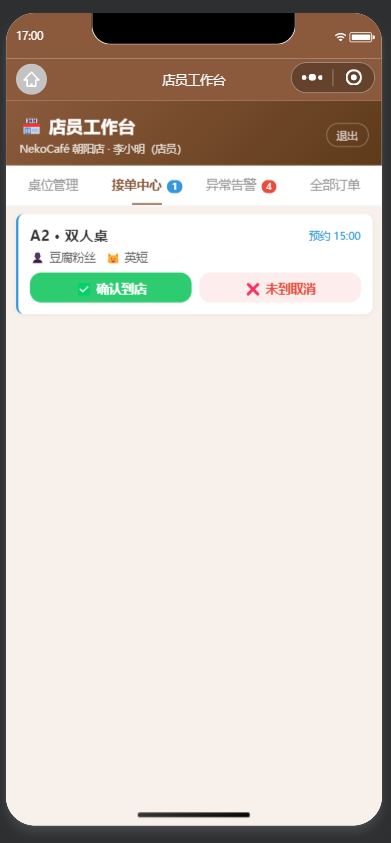 17:00
店员工作台
店员工作台
NekoCafé 朝阳店 · 李小明（店员）
退出
桌位管理
接单中心 1
异常告警 4
全部订单
A2 · 双人桌
预约 15:00
豆腐粉丝 英短
确认到店
未到取消